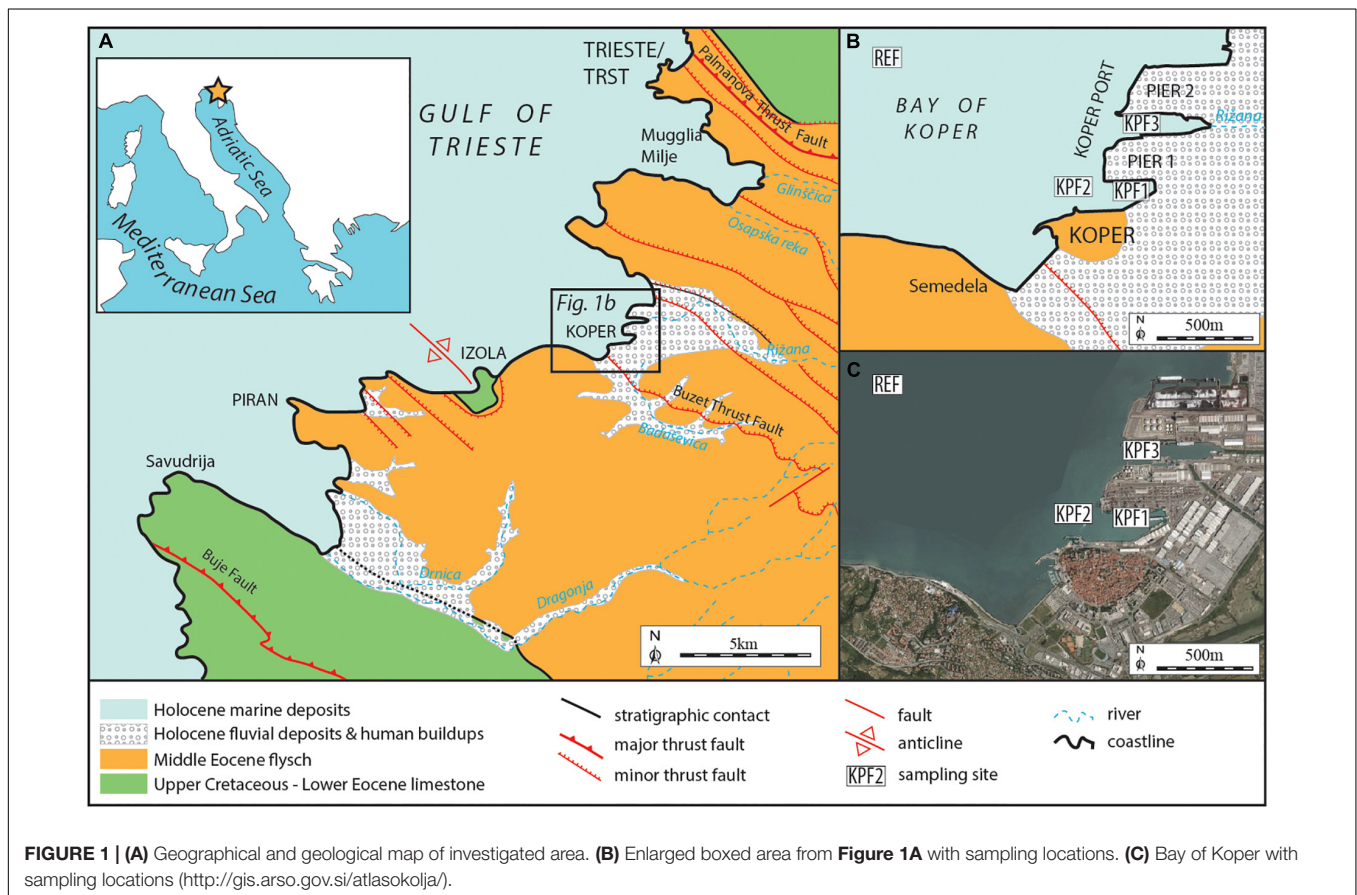 A
TRIESTE/
TRST
GULF OF
TRIESTE
Palmanova Thrust Fault
Mugglia
Milje
Glinščica
Osapska reka
Adriatic Sea
Mediterranean Sea
Fig. 1b
KOPER
Rižana
IZOLA
PIRAN
Buzet Thrust Fault
Badaševica
Savudrija
Buje Fault
Drnica
Dragonja
N
5km
B
REF
BAY OF
KOPER
KOPER PORT
PIER 2
KPF3
Rižana
PIER 1
KPF2
KPF1
KOPER
Semedela
N
500m
C
REF
KPF3
KPF2
KPF1
N
500m
Holocene marine deposits
Holocene fluvial deposits & human buildups
Middle Eocene flysch
Upper Cretaceous - Lower Eocene limestone
stratigraphic contact
major thrust fault
minor thrust fault
fault
anticline
KPF2 sampling site
river
coastline
FIGURE 1 | (A) Geographical and geological map of investigated area. (B) Enlarged boxed area from Figure 1A with sampling locations. (C) Bay of Koper with
sampling locations (http://gis.arso.gov.si/atlasokolja/).